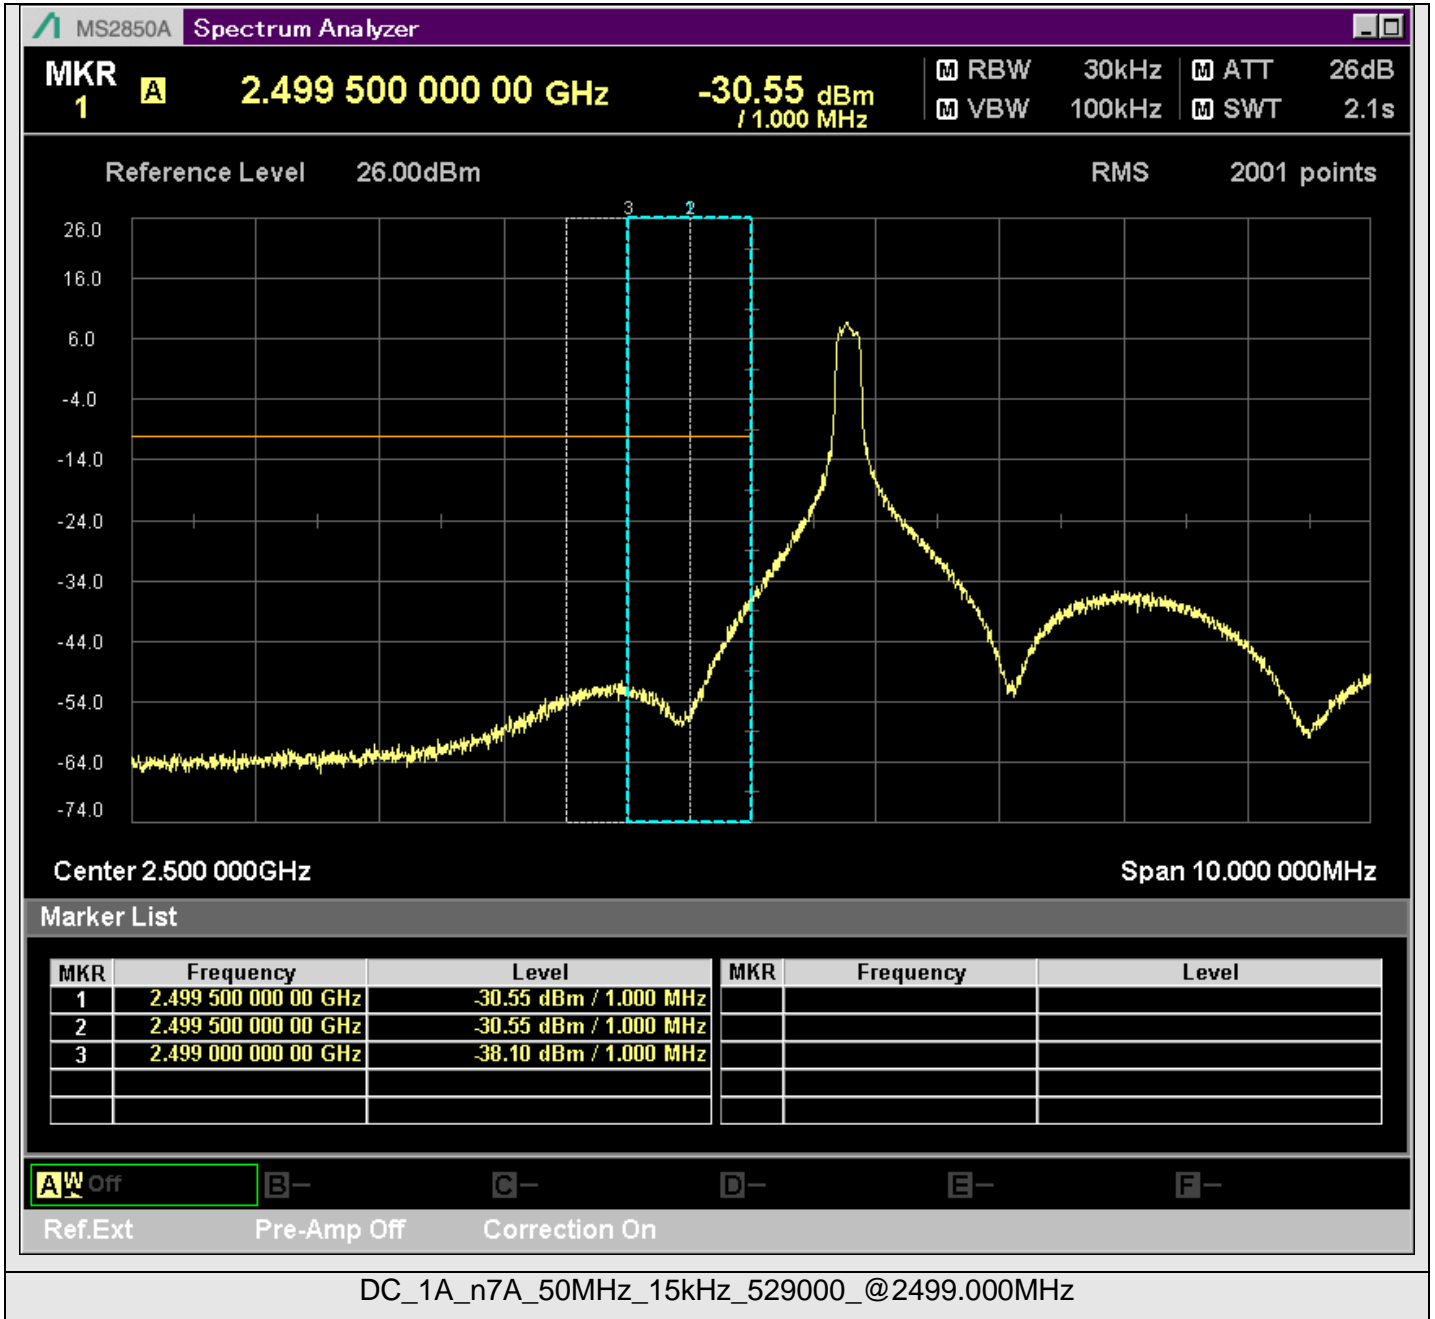 MS2850A Spectrum Analyzer
MKR 1 A 2.499 500 000 00 GHz -30.55 dBm / 1.000 MHz
M RBW 30kHz M ATT 26dB
M VBW 100kHz M SWT 2.1s
Reference Level 26.00dBm RMS 2001 points
3 2
26.0
16.0
6.0
-4.0
-14.0
-24.0
-34.0
-44.0
-54.0
-64.0
-74.0
Center 2.500 000GHz Span 10.000 000MHz
Marker List
MKR Frequency Level MKR Frequency Level
1 2.499 500 000 00 GHz -30.55 dBm / 1.000 MHz
2 2.499 500 000 00 GHz -30.55 dBm / 1.000 MHz
3 2.499 000 000 00 GHz -38.10 dBm / 1.000 MHz
A W Off B- C- D- E- F-
Ref.Ext Pre-Amp Off Correction On
DC_1A_n7A_50MHz_15kHz_529000_@2499.000MHz